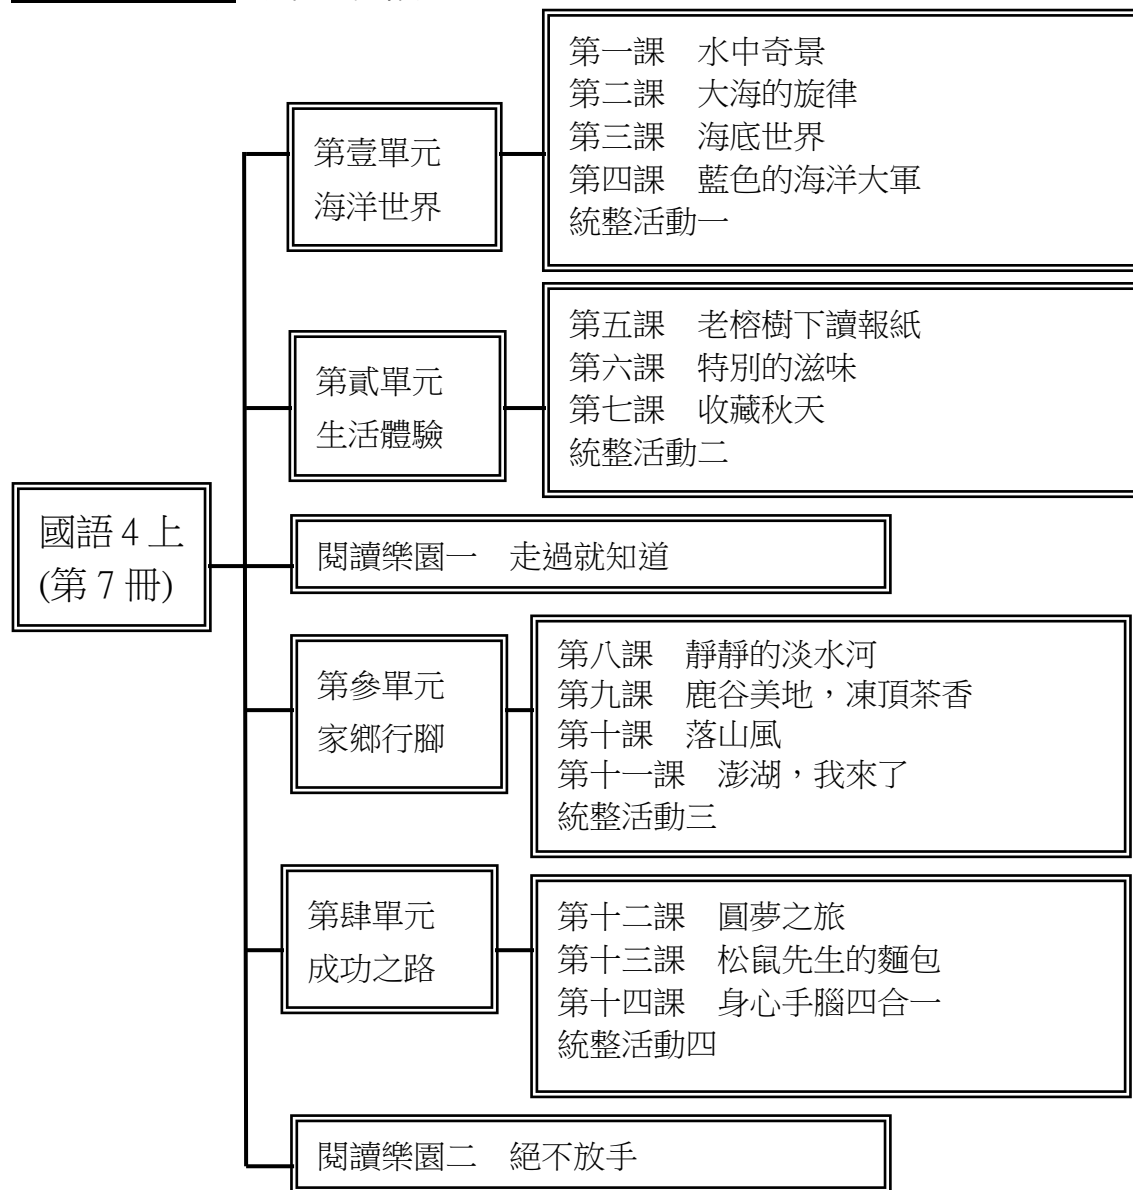 國語 4 上
(第 7 冊)
第壹單元
海洋世界
第一課 水中奇景
第二課 大海的旋律
第三課 海底世界
第四課 藍色的海洋大軍
統整活動一
第貳單元
生活體驗
第五課 老榕樹下讀報紙
第六課 特別的滋味
第七課 收藏秋天
統整活動二
閱讀樂園一 走過就知道
第參單元
家鄉行腳
第八課 靜靜的淡水河
第九課 鹿谷美地，凍頂茶香
第十課 落山風
第十一課 澎湖，我來了
統整活動三
第肆單元
成功之路
第十二課 圓夢之旅
第十三課 松鼠先生的麵包
第十四課 身心手腦四合一
統整活動四
閱讀樂園二 絕不放手